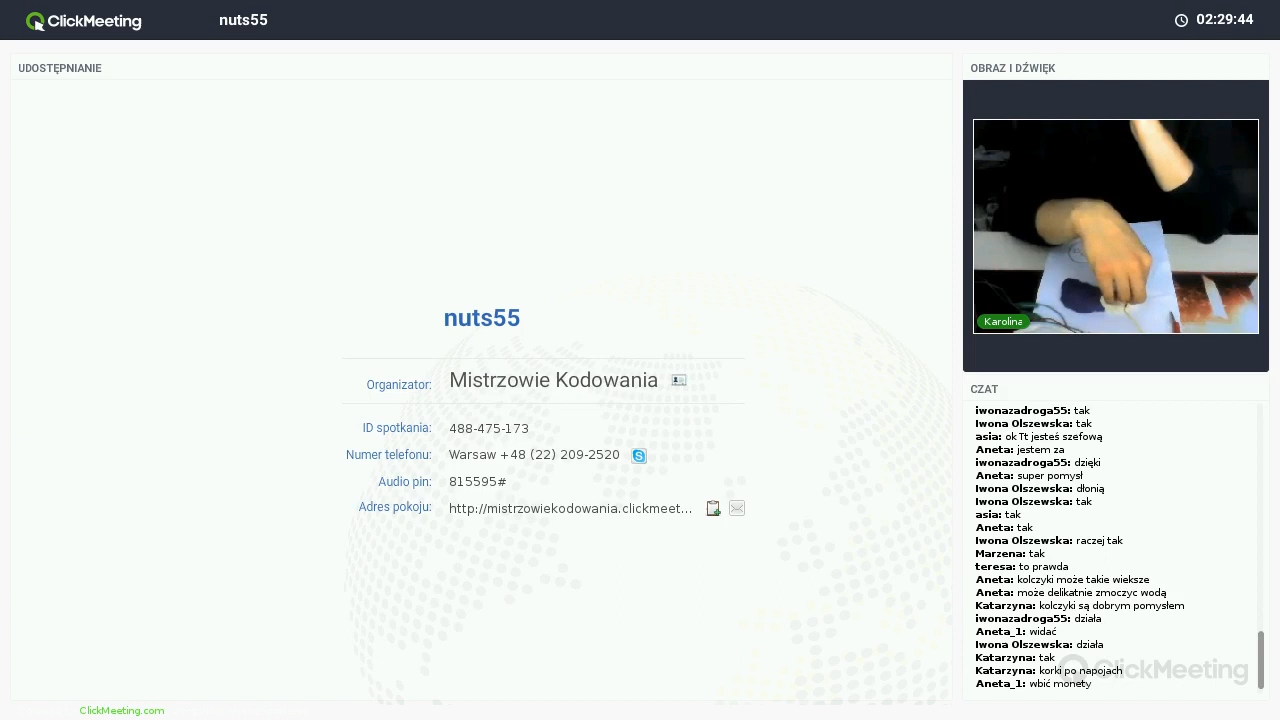 ClickMeeting
nuts55
02:29:44
UDOSTĘPNIANIE
OBRAZ I DŹWIĘK
nuts55
Organizator: Mistrzowie Kodowania
ID spotkania: 488-475-173
Numer telefonu: Warsaw +48 (22) 209-2520
Audio pin: 815595#
Adres pokoju: http://mistrzowiekodowania.clickmeet...
Karolina
CZAT
iwonazadroga55: tak
Iwona Olszewska: tak
asia: ok Tt jesteś szefową
Aneta: jestem za
iwonazadroga55: dzięki
Aneta: super pomysł
Iwona Olszewska: dłonią
Iwona Olszewska: tak
asia: tak
Aneta: tak
Iwona Olszewska: raczej tak
Marzena: tak
teresa: to prawda
Aneta: kolczyki może takie wieksze
Aneta: może delikatnie zmoczyc wodą
Katarzyna: kolczyki są dobrym pomysłem
iwonazadroga55: działa
Aneta_1: widać
Iwona Olszewska: działa
Katarzyna: tak
Katarzyna: korki po napojach
Aneta_1: wbić monety
ClickMeeting
ClickMeeting.com